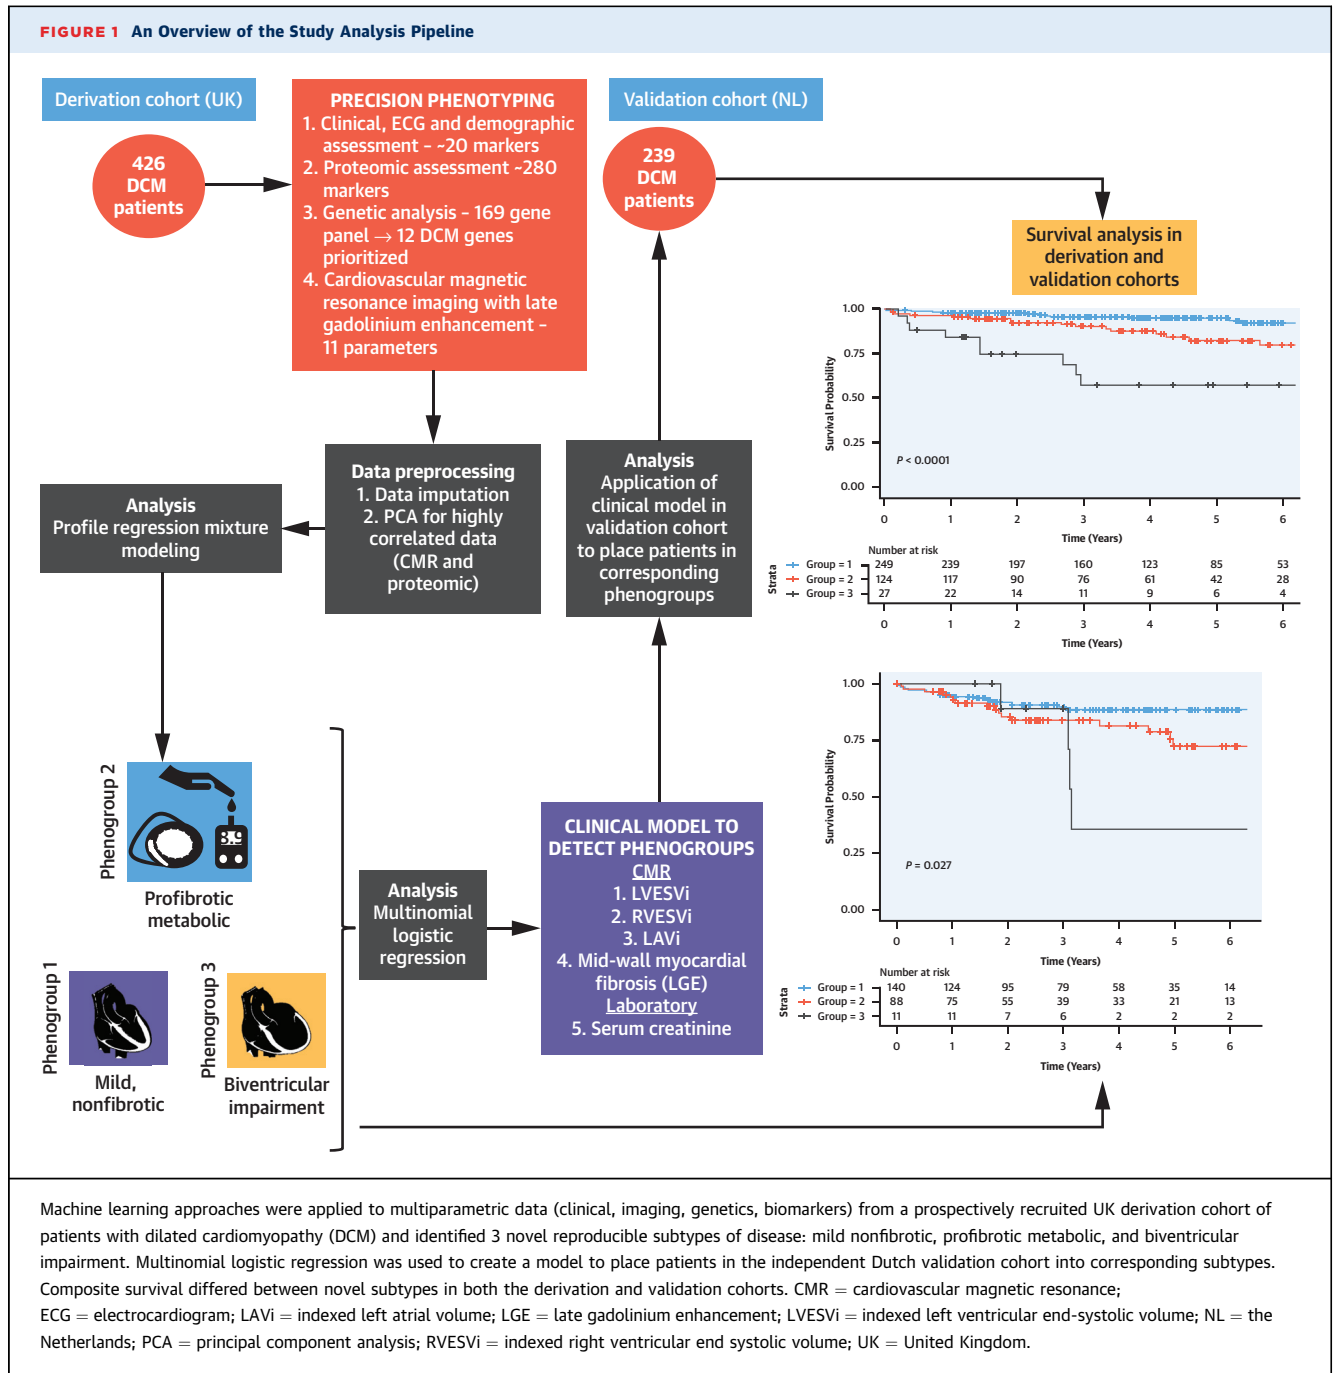 FIGURE 1 An Overview of the Study Analysis Pipeline
Derivation cohort (UK)
426
DCM
patients
PRECISION PHENOTYPING
1. Clinical, ECG and demographic
assessment – ~20 markers
2. Proteomic assessment ~280
markers
3. Genetic analysis – 169 gene
panel → 12 DCM genes
prioritized
4. Cardiovascular magnetic
resonance imaging with late
gadolinium enhancement –
11 parameters
Data preprocessing
1. Data imputation
2. PCA for highly
correlated data
(CMR and
proteomic)
Analysis
Profile regression mixture
modeling
Phenogroup 2
3.9
Profibrotic
metabolic
Phenogroup 1
Mild,
nonfibrotic
Phenogroup 3
Biventricular
impairment
Analysis
Multinomial
logistic
regression
CLINICAL MODEL TO
DETECT PHENOGROUPS
CMR
1. LVESVi
2. RVESVi
3. LAVi
4. Mid-wall myocardial
fibrosis (LGE)
Laboratory
5. Serum creatinine
Analysis
Application of
clinical model in
validation cohort
to place patients in
corresponding
phenogroups
Validation cohort (NL)
239
DCM
patients
Survival analysis in
derivation and
validation cohorts
Survival Probability
1.00
0.75
0.50
0.25
0.00
P < 0.0001
0 1 2 3 4 5 6
Time (Years)
Number at risk
Strata
Group = 1 249 239 197 160 123 85 53
Group = 2 124 117 90 76 61 42 28
Group = 3 27 22 14 11 9 6 4
0 1 2 3 4 5 6
Time (Years)
Survival Probability
1.00
0.75
0.50
0.25
0.00
P = 0.027
0 1 2 3 4 5 6
Time (Years)
Number at risk
Strata
Group = 1 140 124 95 79 58 35 14
Group = 2 88 75 55 39 33 21 13
Group = 3 11 11 7 6 2 2 2
0 1 2 3 4 5 6
Time (Years)
Machine learning approaches were applied to multiparametric data (clinical, imaging, genetics, biomarkers) from a prospectively recruited UK derivation cohort of
patients with dilated cardiomyopathy (DCM) and identified 3 novel reproducible subtypes of disease: mild nonfibrotic, profibrotic metabolic, and biventricular
impairment. Multinomial logistic regression was used to create a model to place patients in the independent Dutch validation cohort into corresponding subtypes.
Composite survival differed between novel subtypes in both the derivation and validation cohorts. CMR = cardiovascular magnetic resonance;
ECG = electrocardiogram; LAVi = indexed left atrial volume; LGE = late gadolinium enhancement; LVESVi = indexed left ventricular end-systolic volume; NL = the
Netherlands; PCA = principal component analysis; RVESVi = indexed right ventricular end systolic volume; UK = United Kingdom.